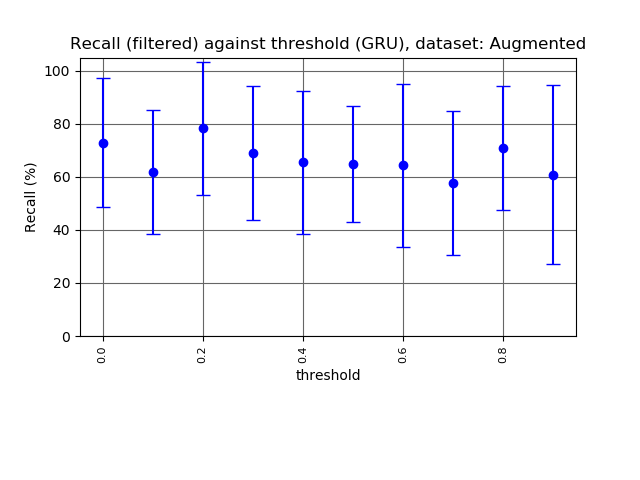 Recall (filtered) against threshold (GRU), dataset: Augmented
100
80
60
40
20
0
Recall (%)
0.0 0.2 0.4 0.6 0.8
threshold